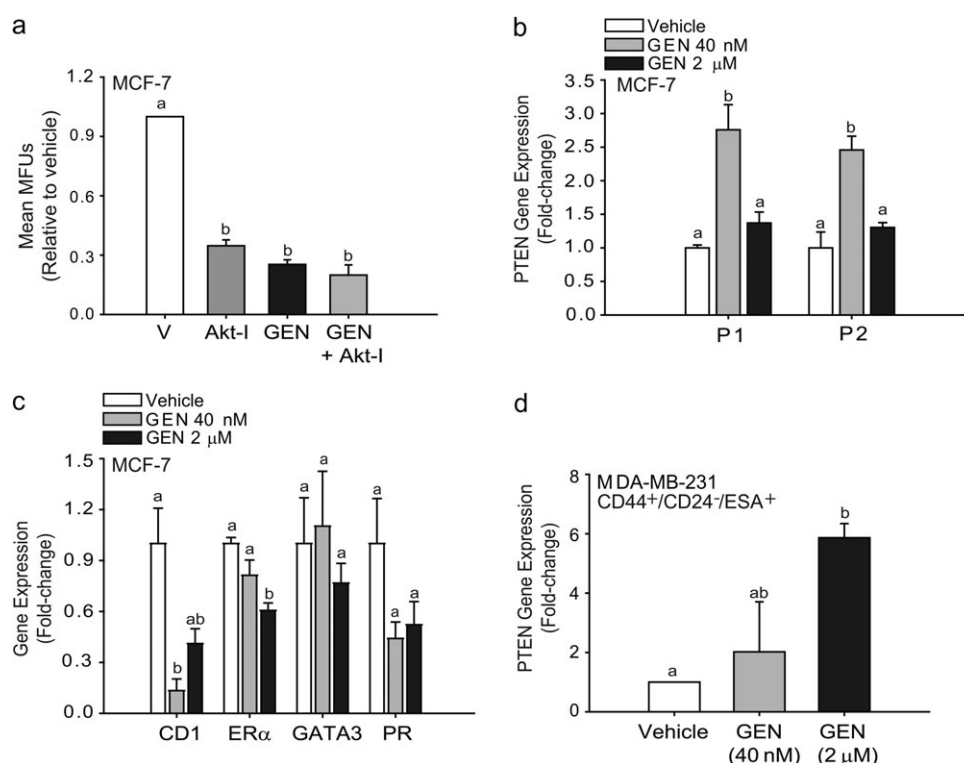 a
MCF-7
Mean MFUs
(Relative to vehicle)
1.2
0.9
0.6
0.3
0.0
a
b
b
b
V
Akt-I
GEN
GEN
+ Akt-I
b
Vehicle
GEN 40 nM
GEN 2 μM
MCF-7
PTEN Gene Expression
(Fold-change)
3.5
3.0
2.5
2.0
1.5
1.0
0.5
0.0
a
b
a
a
b
a
P1
P2
c
Vehicle
GEN 40 nM
GEN 2 μM
MCF-7
Gene Expression
(Fold-change)
1.5
1.2
0.9
0.6
0.3
0.0
a
b
ab
a
a
b
a
a
a
a
a
a
CD1
ERα
GATA3
PR
d
MDA-MB-231
CD44+/CD24-/ESA+
PTEN Gene Expression
(Fold-change)
8
6
4
2
0
a
ab
b
Vehicle
GEN
(40 nM)
GEN
(2 μM)